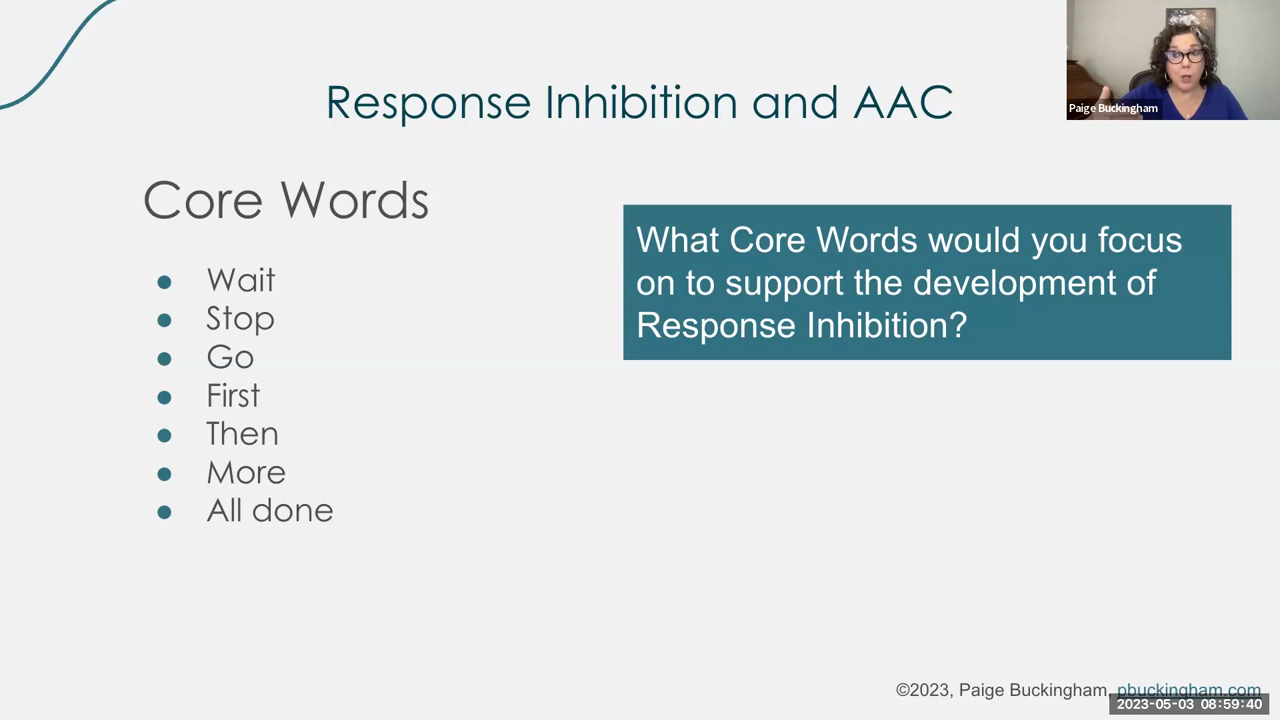 Response Inhibition and AAC
Paige Buckingham
Core Words
What Core Words would you focus
on to support the development of
Response Inhibition?
Wait
Stop
Go
First
Then
More
All done
©2023, Paige Buckingham, pbuckingham.com
2023-05-03 08:59:40